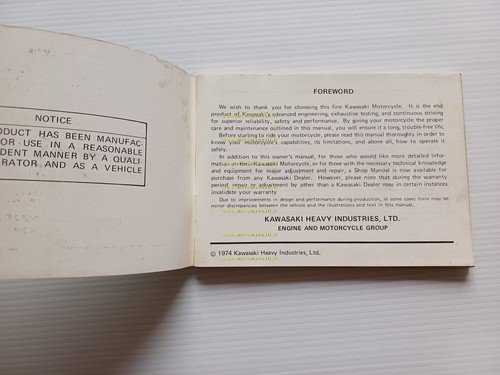 NOTICE
ODUCT HAS BEEN MANUFAC-
OR USE IN A REASONABLE
DENT MANNER BY A QUALI-
RATOR AND AS A VEHICLE
FOREWORD
We wish to thank you for choosing this fine Kawasaki Motorcycle. It is the end
product of Kawasaki's advanced engineering, exhaustive testing, and continuous striving
for superior reliability, safety and performance. By giving your motorcycle the proper
care and maintenance outlined in this manual, you will ensure it a long, trouble-free life.
Before starting to ride your motorcycle, please read this manual thoroughly in order to
know your motorcycle's capabilities, its limitations, and above all, how to operate it
safely.
In addition to this owner's manual, for those who would like more detailed infor-
mation on their Kawasaki Motorcycle, or for those with the necessary technical knowledge
and equipment for major adjustment and repair, a Shop Manual is now available for
purchase from any Kawasaki Dealer. However, please note that during the warranty
period, repair or adjustment by other than a Kawasaki Dealer may in certain instances
invalidate your warranty
Due to improvements in design and performance during production, in some cases there may be
minor discrepancies between the vehicle and the illustrations and text in this manual.
KAWASAKI HEAVY INDUSTRIES, LTD.
ENGINE AND MOTORCYCLE GROUP
© 1974 Kawasaki Heavy Industries, Ltd.